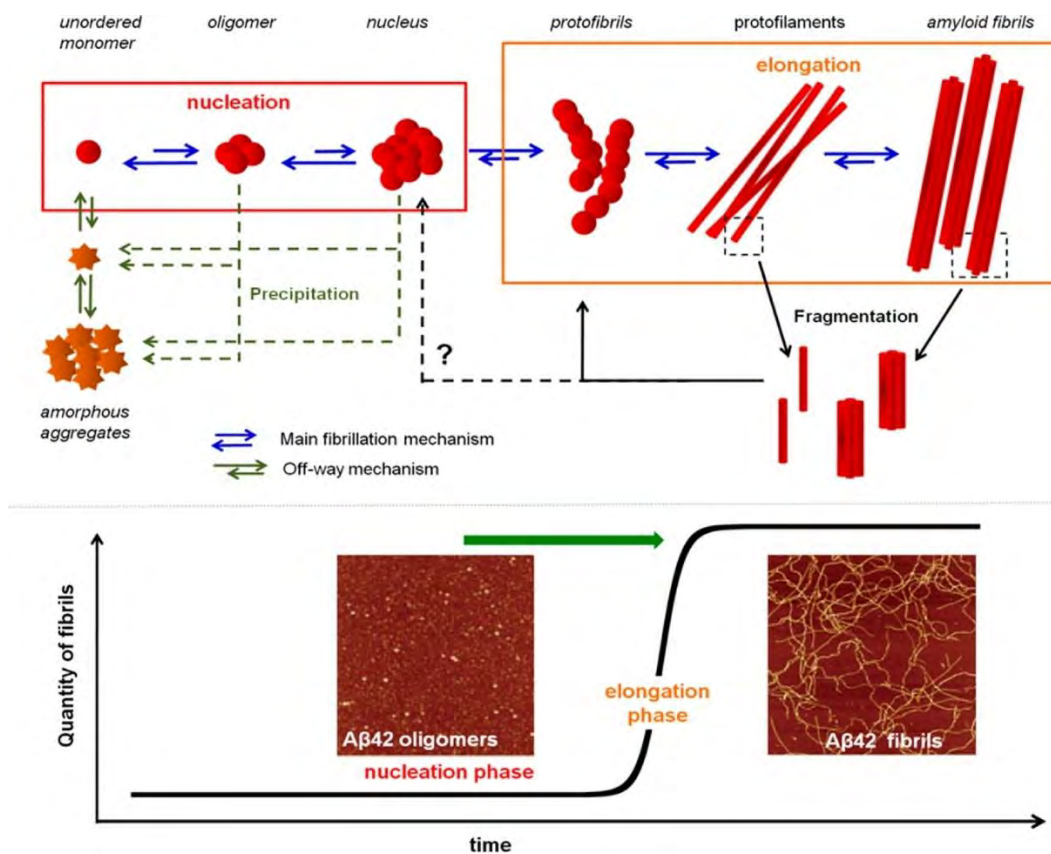 unordered
monomer
oligomer
nucleus
protofibrils
protofilaments
amyloid fibrils
nucleation
elongation
Precipitation
Fragmentation
?
amorphous
aggregates
Main fibrillation mechanism
Off-way mechanism
Quantity of fibrils
Aβ42 oligomers
nucleation phase
elongation
phase
Aβ42 fibrils
time